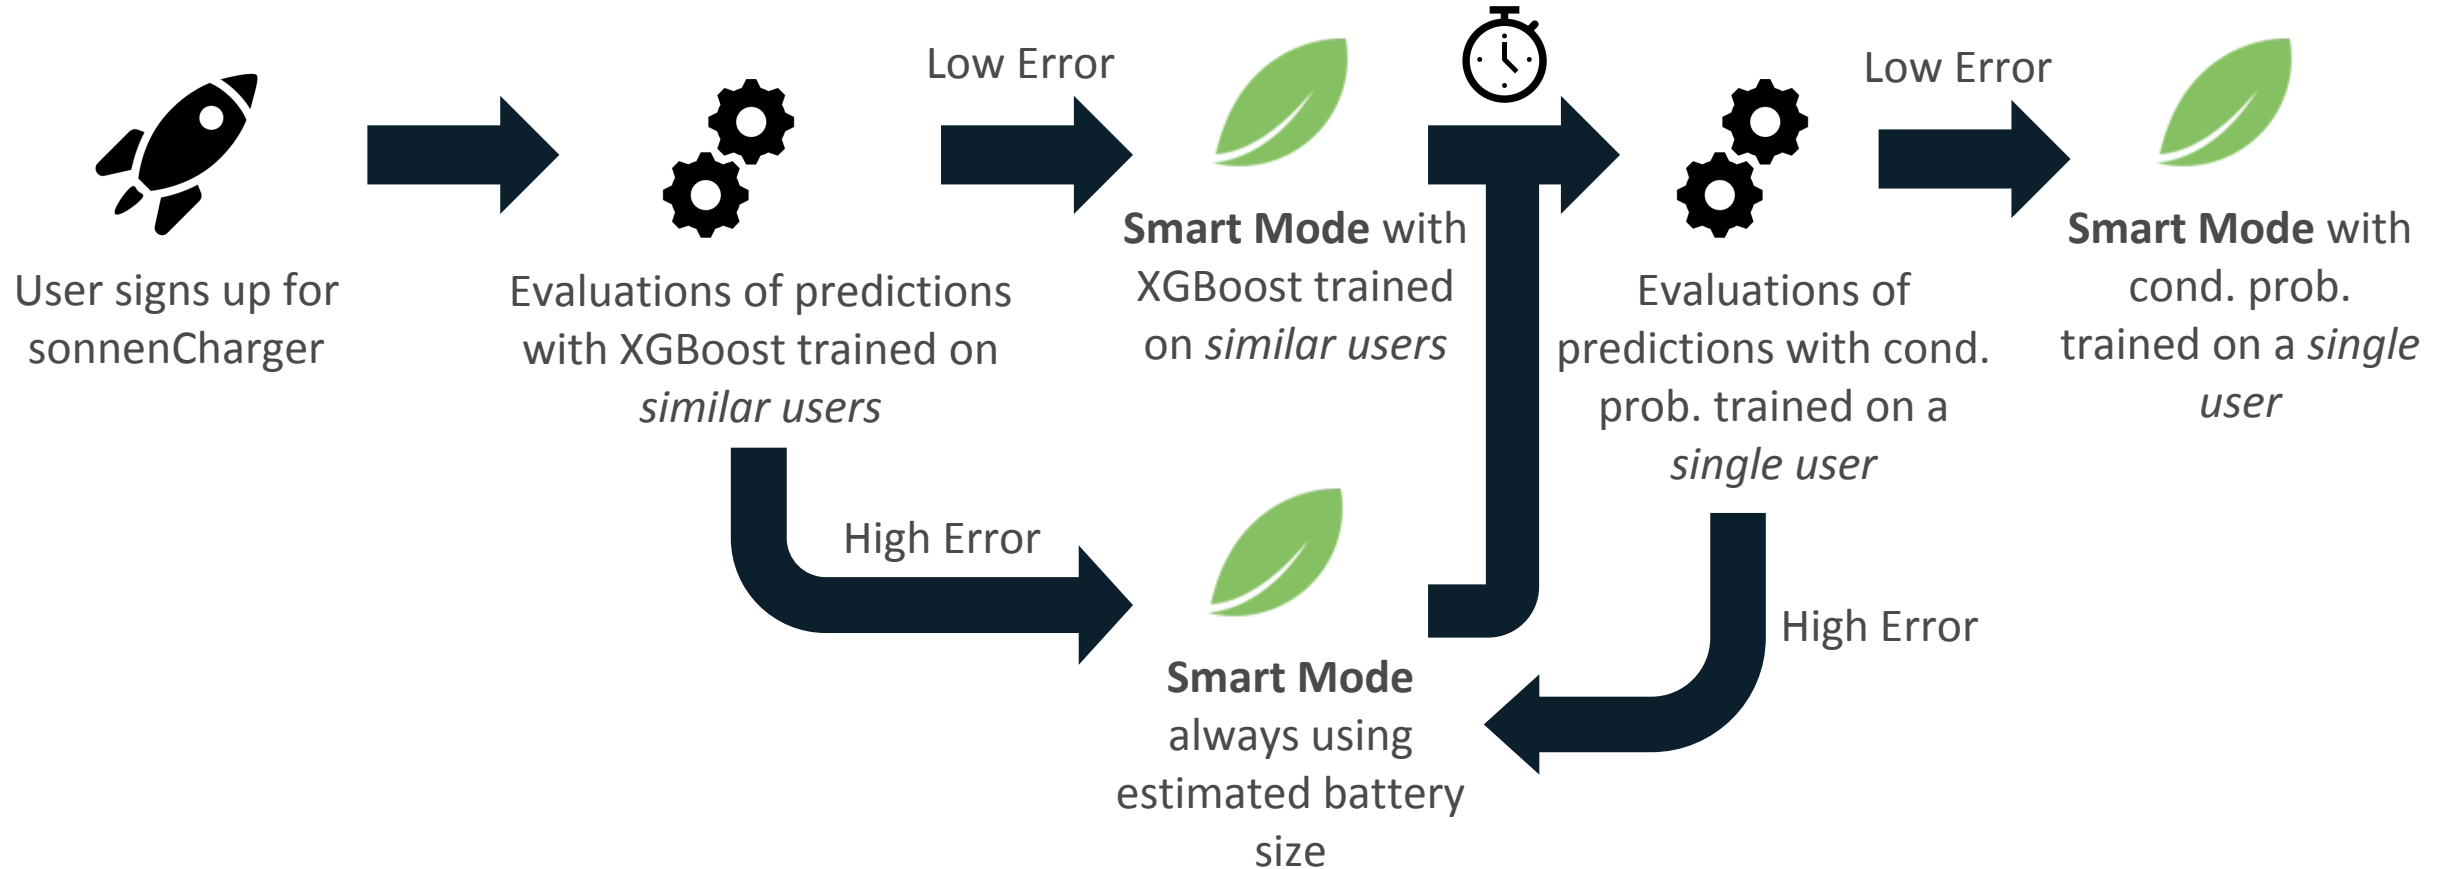 User signs up for
sonnenCharger
Evaluations of predictions
with XGBoost trained on
similar users
Low Error
Smart Mode with
XGBoost trained
on similar users
High Error
Smart Mode
always using
estimated battery
size
Evaluations of
predictions with cond.
prob. trained on a
single user
Low Error
Smart Mode with
cond. prob.
trained on a single
user
High Error